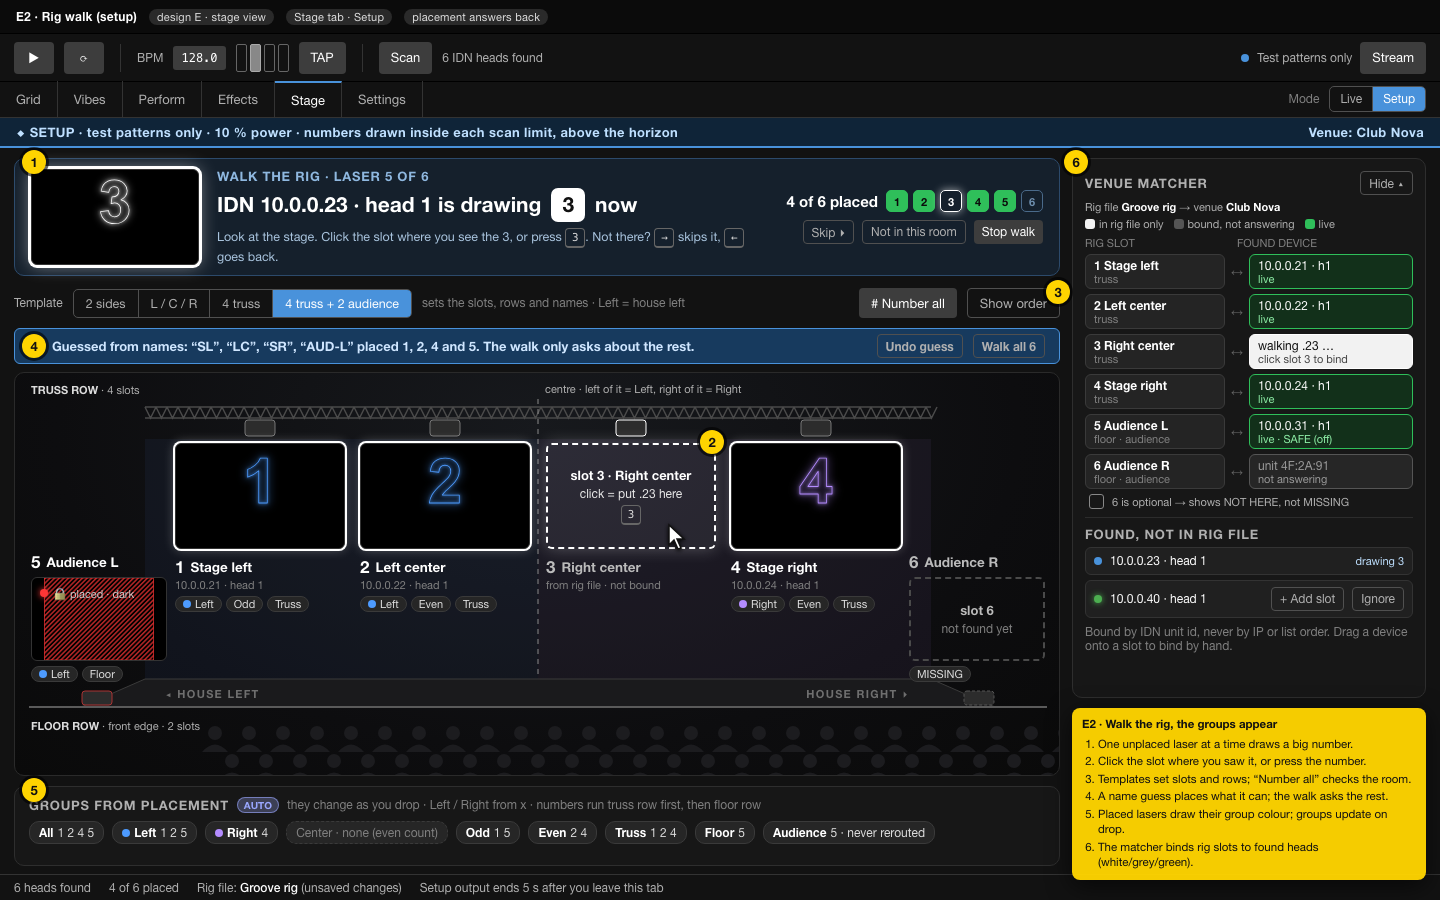 E2 · Rig walk (setup) design E · stage view Stage tab · Setup placement answers back
BPM 128.0 TAP Scan 6 IDN heads found Test patterns only Stream
Grid Vibes Perform Effects Stage Settings Mode Live Setup
SETUP · test patterns only · 10 % power · numbers drawn inside each scan limit, above the horizon Venue: Club Nova
1
3
WALK THE RIG · LASER 5 OF 6
IDN 10.0.0.23 · head 1 is drawing 3 now
Look at the stage. Click the slot where you see the 3, or press 3. Not there? → skips it, ←
goes back.
4 of 6 placed 1 2 3 4 5 6
Skip Not in this room Stop walk
Template 2 sides L / C / R 4 truss 4 truss + 2 audience sets the slots, rows and names · Left = house left # Number all Show order 3
4 Guessed from names: “SL”, “LC”, “SR”, “AUD-L” placed 1, 2, 4 and 5. The walk only asks about the rest. Undo guess Walk all 6
TRUSS ROW · 4 slots centre · left of it = Left, right of it = Right
2
1
2
slot 3 · Right center
click = put .23 here
3
4
1 Stage left
10.0.0.21 · head 1
Left Odd Truss
2 Left center
10.0.0.22 · head 1
Left Even Truss
3 Right center
from rig file · not bound
4 Stage right
10.0.0.24 · head 1
Right Even Truss
5 Audience L
placed · dark
Left Floor
6 Audience R
slot 6
not found yet
MISSING
HOUSE LEFT HOUSE RIGHT
FLOOR ROW · front edge · 2 slots
5
GROUPS FROM PLACEMENT AUTO they change as you drop · Left / Right from x · numbers run truss row first, then floor row
All 1 2 4 5 Left 1 2 5 Right 4 Center · none (even count) Odd 1 5 Even 2 4 Truss 1 2 4 Floor 5 Audience 5 · never rerouted
6
VENUE MATCHER Hide
Rig file Groove rig → venue Club Nova
in rig file only bound, not answering live
RIG SLOT FOUND DEVICE
1 Stage left
truss
↔
10.0.0.21 · h1
live
2 Left center
truss
↔
10.0.0.22 · h1
live
3 Right center
truss
↔
walking .23 …
click slot 3 to bind
4 Stage right
truss
↔
10.0.0.24 · h1
live
5 Audience L
floor · audience
↔
10.0.0.31 · h1
live · SAFE (off)
6 Audience R
floor · audience
↔
unit 4F:2A:91
not answering
6 is optional → shows NOT HERE, not MISSING
FOUND, NOT IN RIG FILE
10.0.0.23 · head 1 drawing 3
10.0.0.40 · head 1 + Add slot Ignore
Bound by IDN unit id, never by IP or list order. Drag a device
onto a slot to bind by hand.
E2 · Walk the rig, the groups appear
1. One unplaced laser at a time draws a big number.
2. Click the slot where you saw it, or press the number.
3. Templates set slots and rows; “Number all” checks the room.
4. A name guess places what it can; the walk asks the rest.
5. Placed lasers draw their group colour; groups update on
drop.
6. The matcher binds rig slots to found heads
(white/grey/green).
6 heads found 4 of 6 placed Rig file: Groove rig (unsaved changes) Setup output ends 5 s after you leave this tab